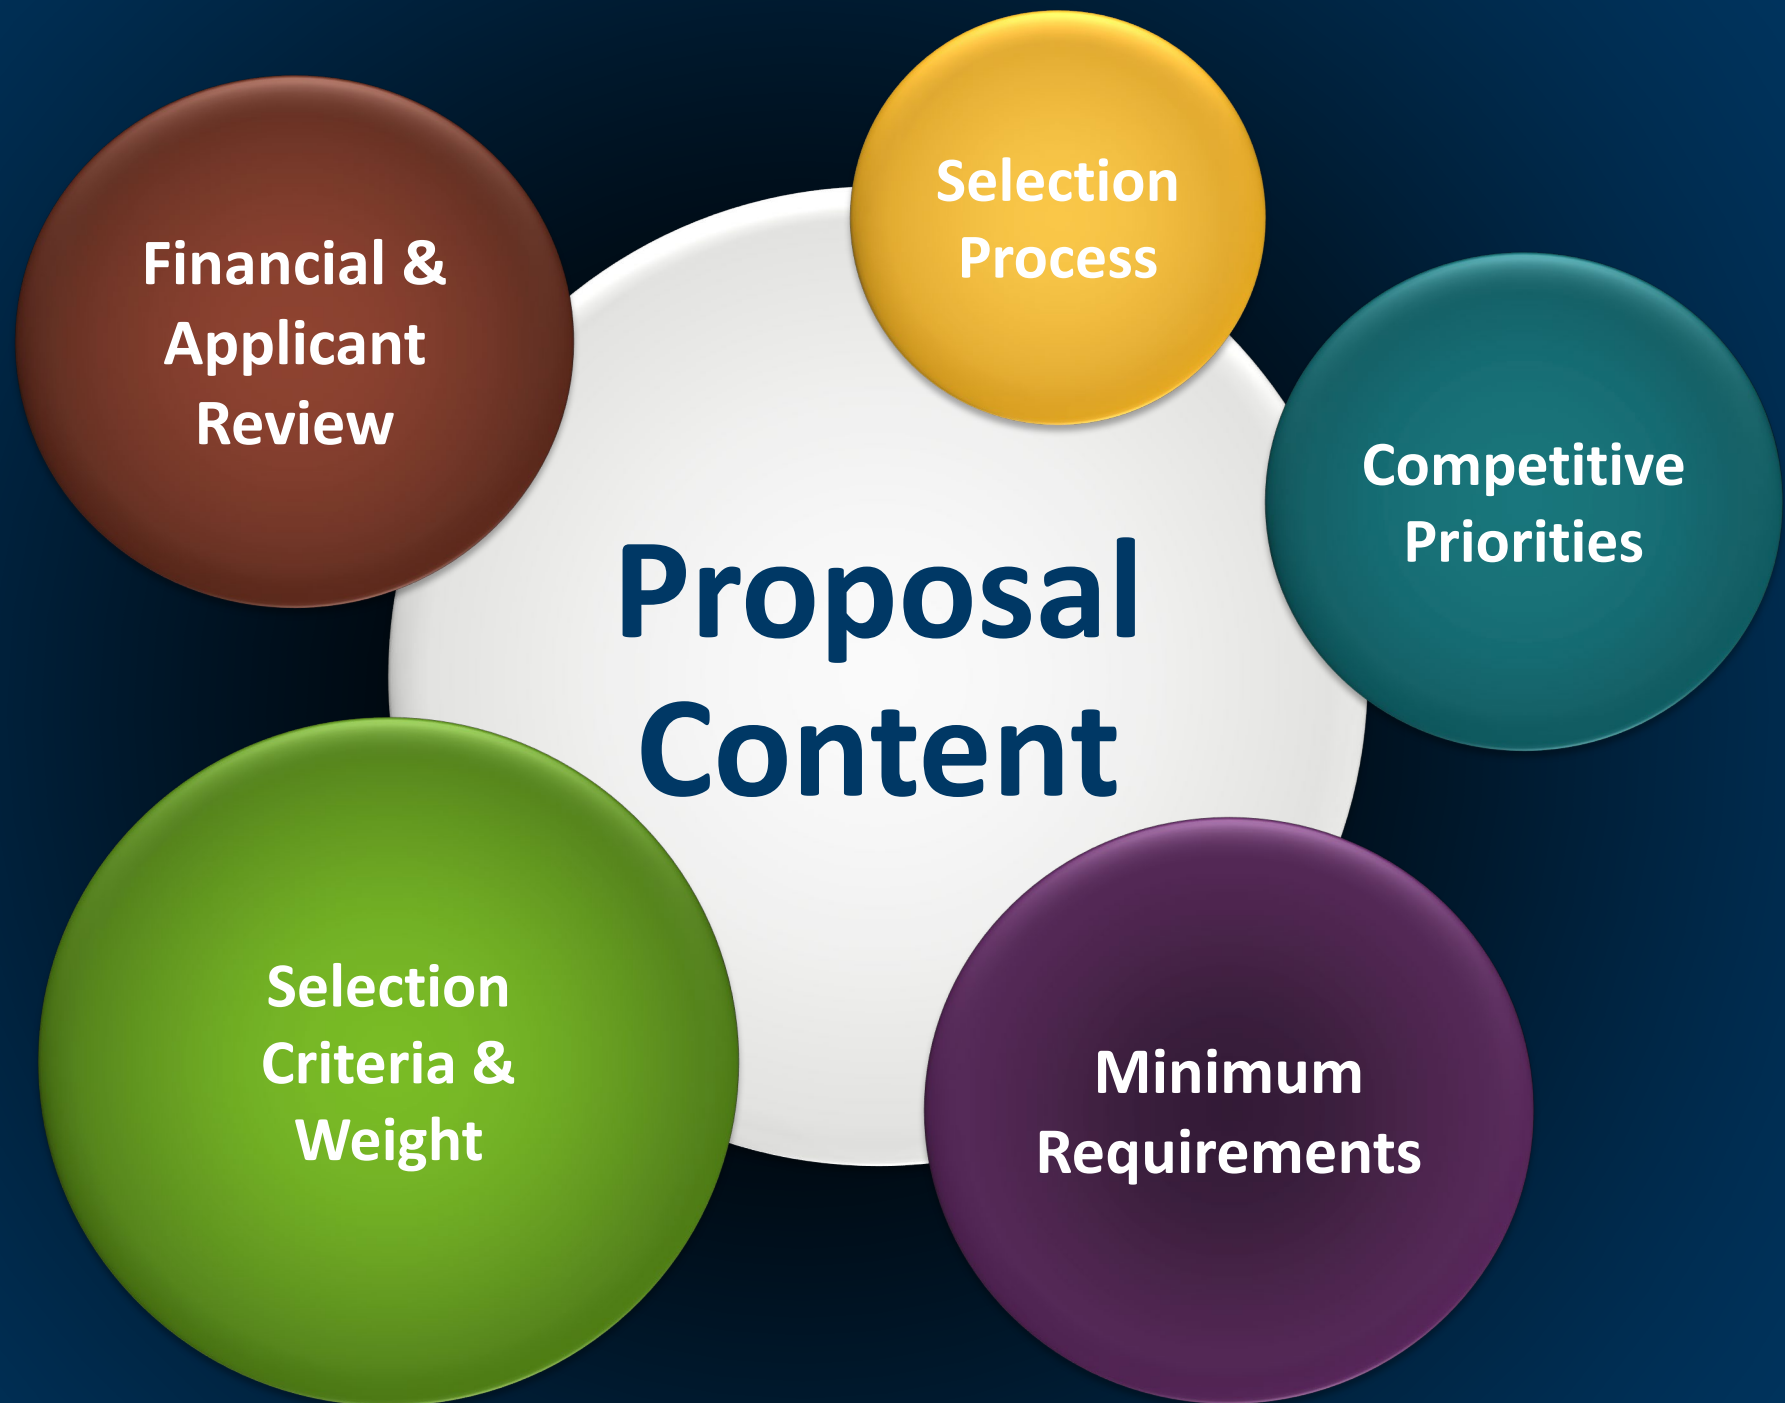 Selection
Process
Financial &
Applicant
Review
Competitive
Priorities
Proposal
Content
Selection
Criteria &
Weight
Minimum
Requirements